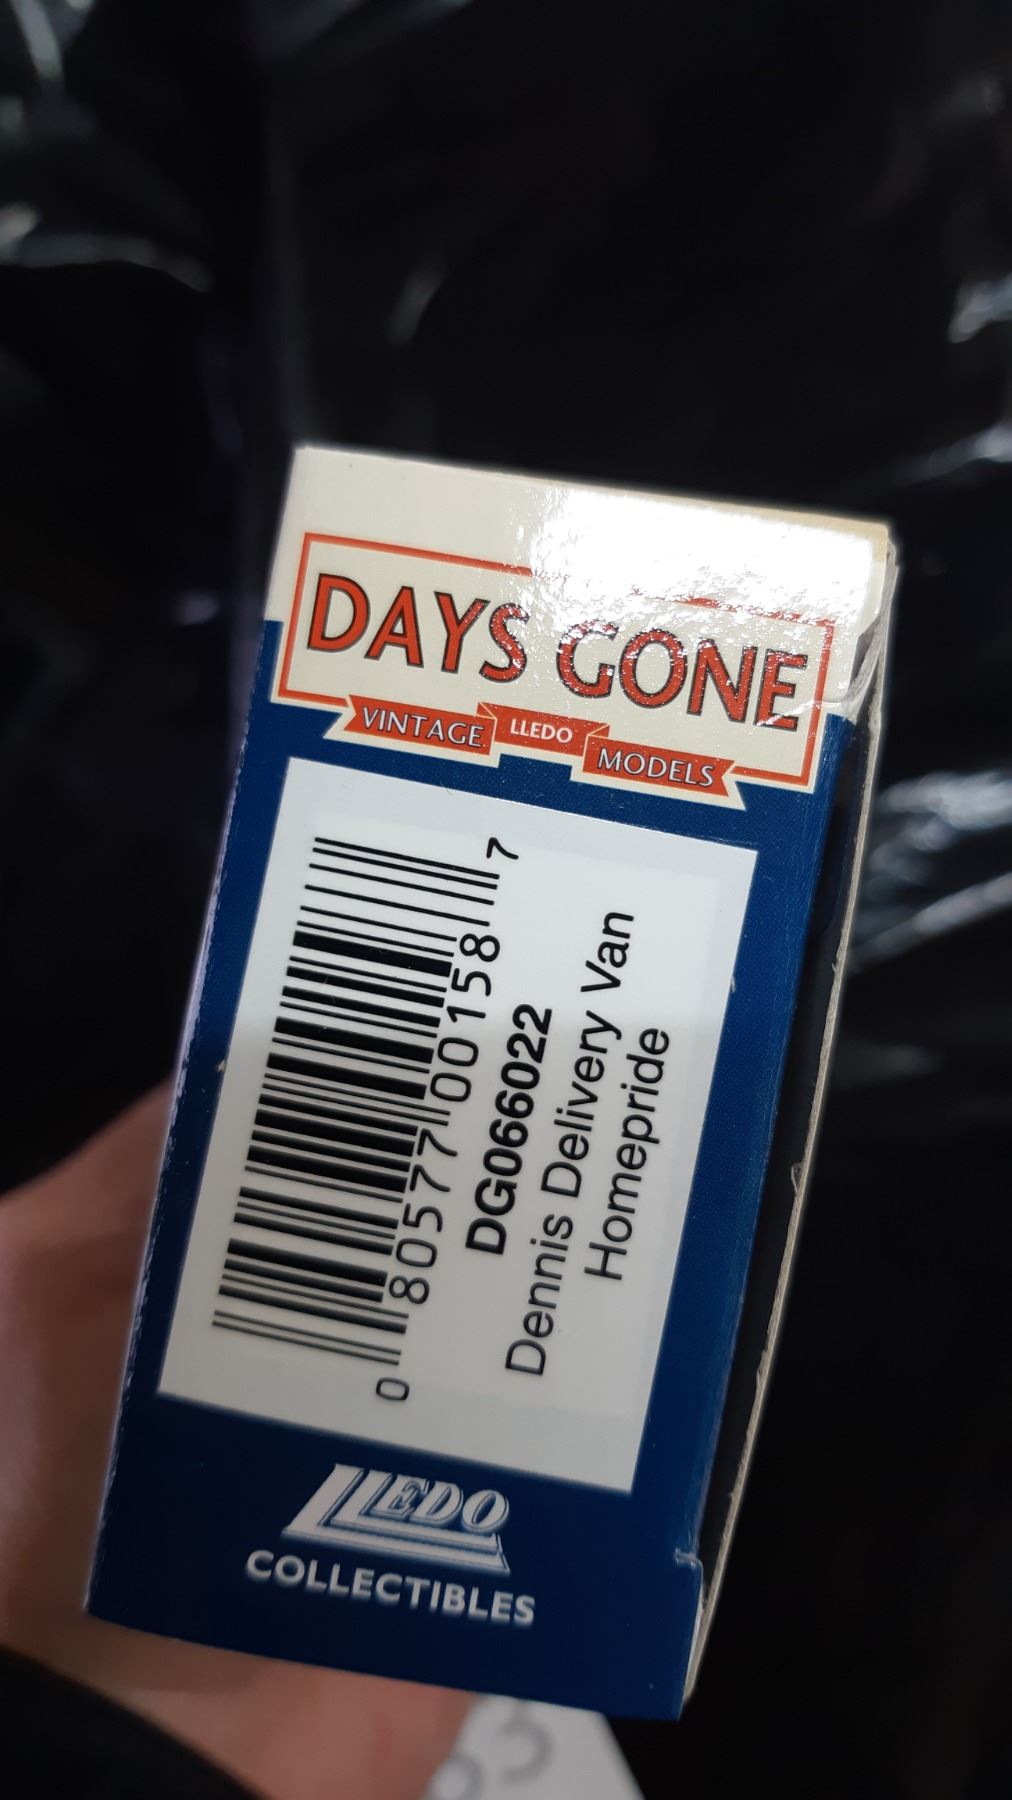 DAYS GONE
VINTAGE LLEDO MODELS
0 80577 00158 7
DG066022
Dennis Delivery Van
Homepride
LLEDO
COLLECTIBLES